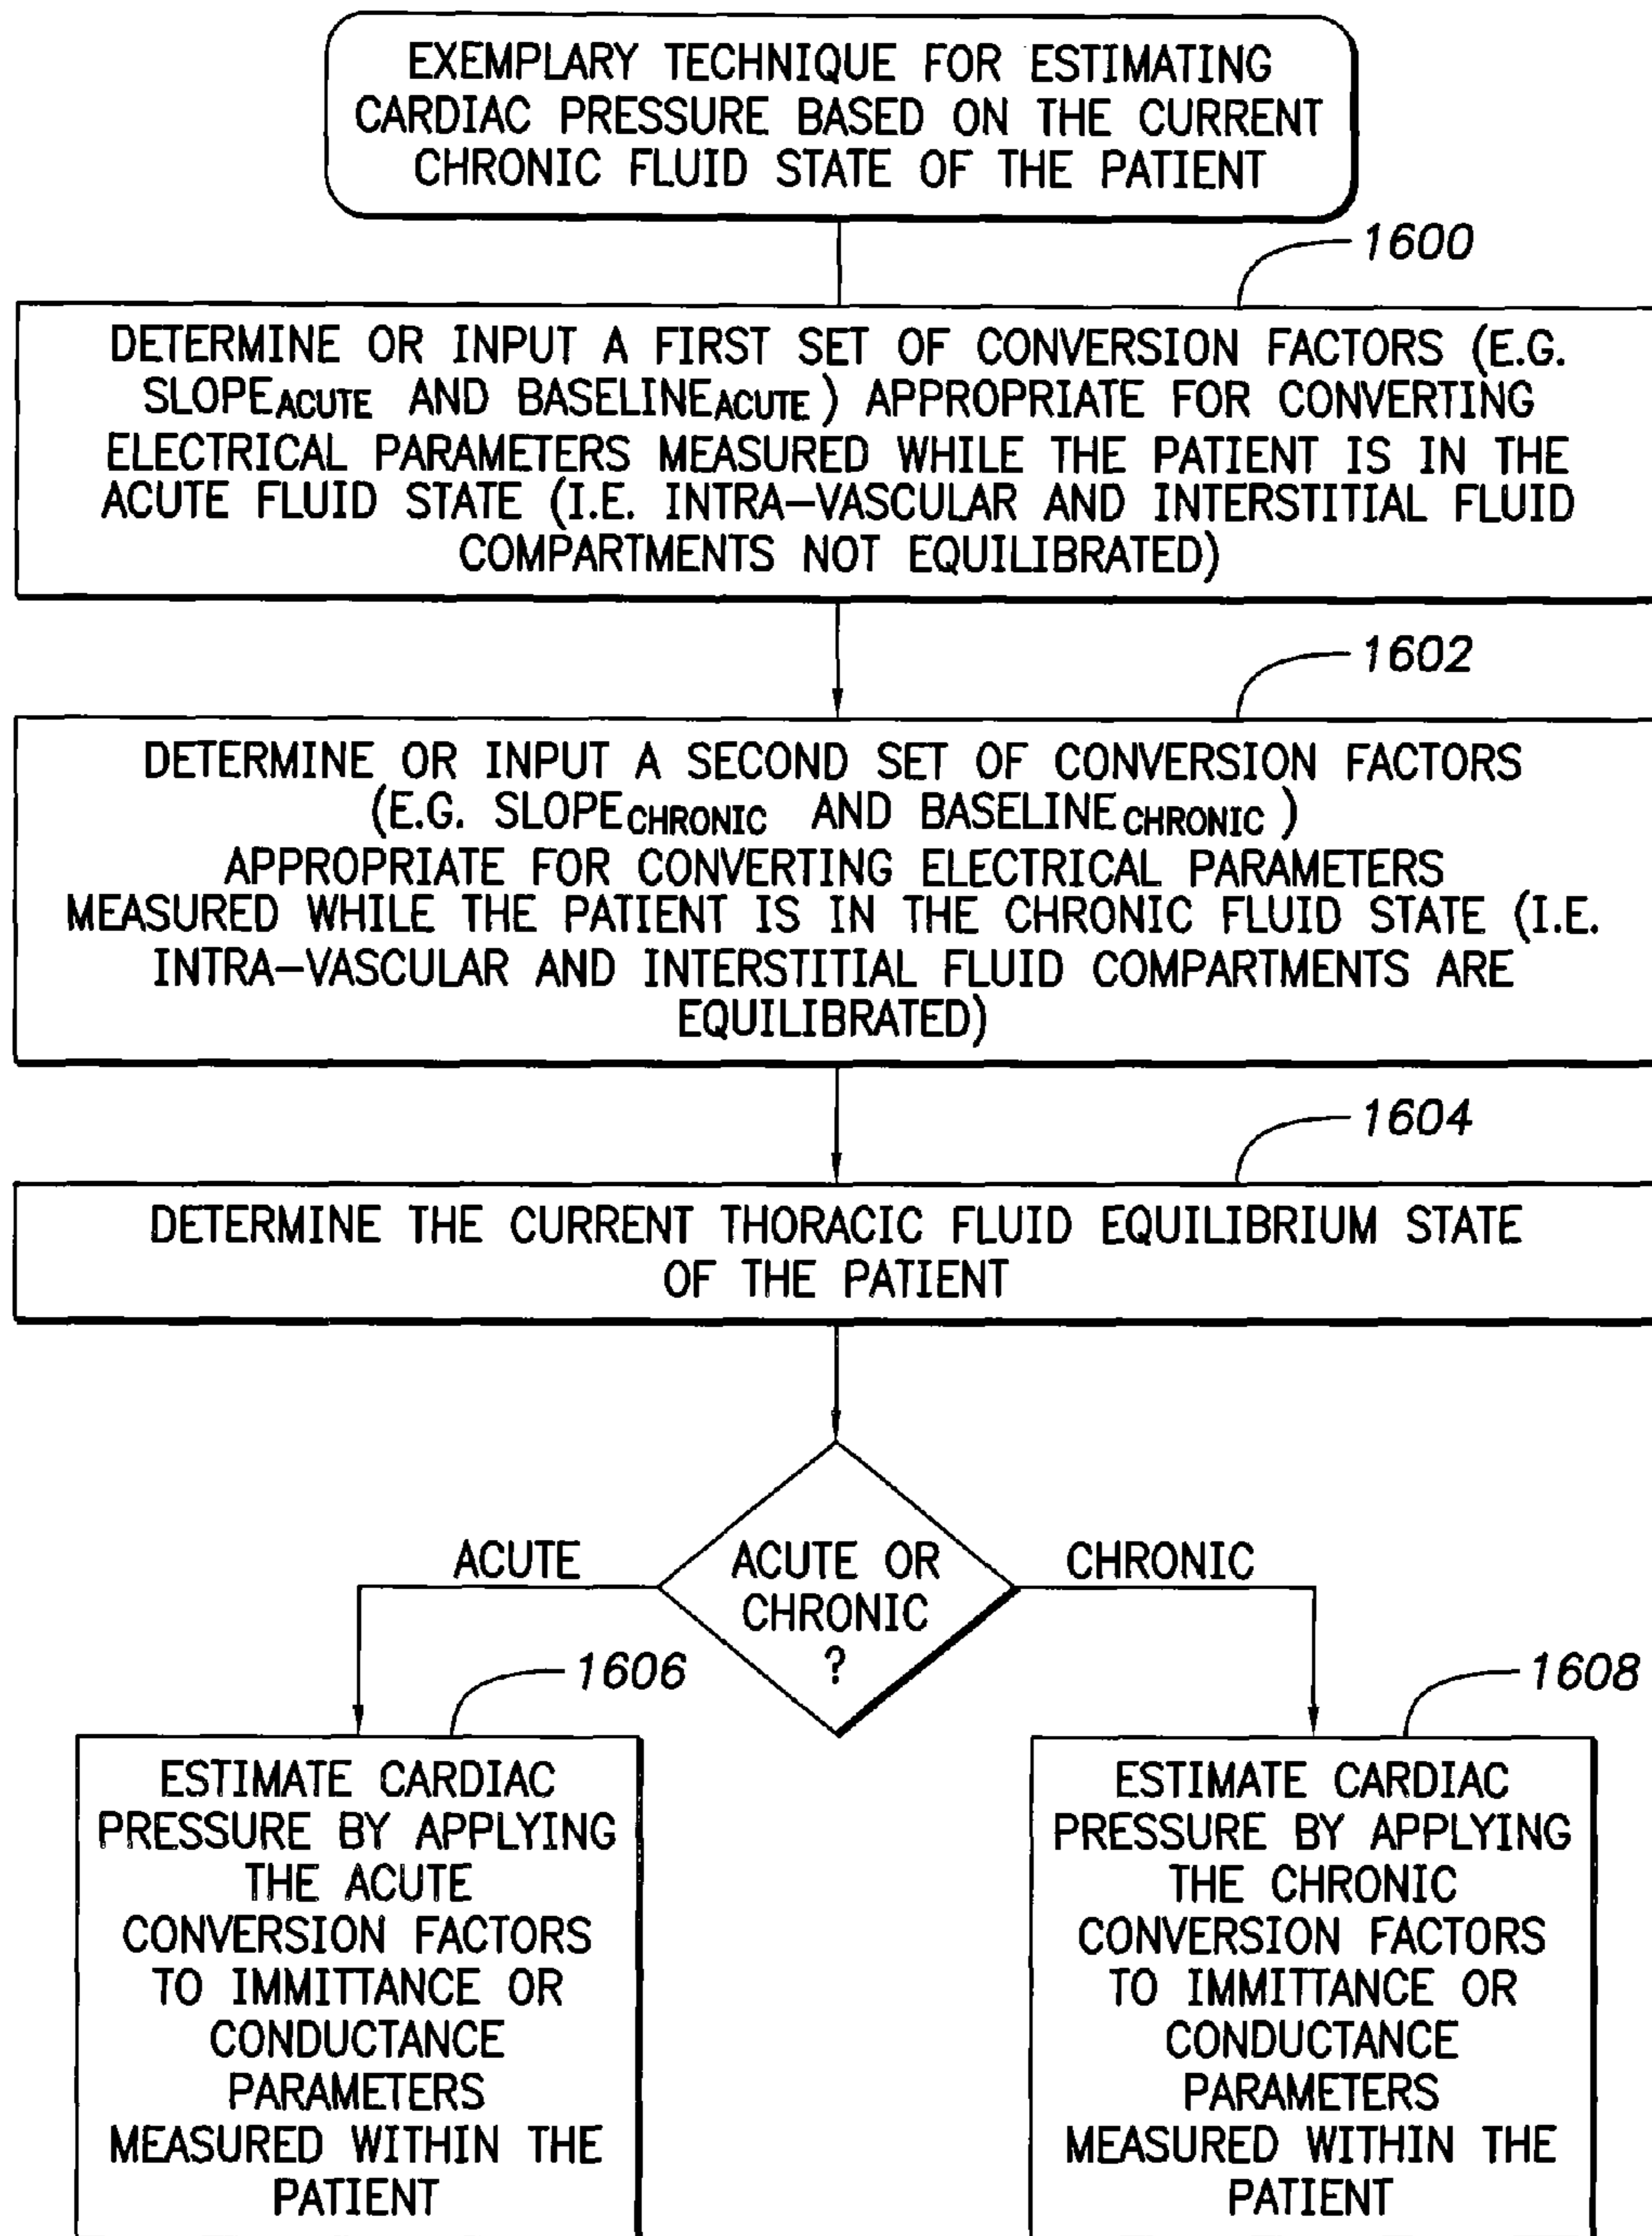 EXEMPLARY TECHNIQUE FOR ESTIMATING
CARDIAC PRESSURE BASED ON THE CURRENT
CHRONIC FLUID STATE OF THE PATIENT
1600
DETERMINE OR INPUT A FIRST SET OF CONVERSION FACTORS (E.G.
SLOPEACUTE AND BASELINEACUTE) APPROPRIATE FOR CONVERTING
ELECTRICAL PARAMETERS MEASURED WHILE THE PATIENT IS IN THE
ACUTE FLUID STATE (I.E. INTRA-VASCULAR AND INTERSTITIAL FLUID
COMPARTMENTS NOT EQUILIBRATED)
1602
DETERMINE OR INPUT A SECOND SET OF CONVERSION FACTORS
(E.G. SLOPECHRONIC AND BASELINECHRONIC)
APPROPRIATE FOR CONVERTING ELECTRICAL PARAMETERS
MEASURED WHILE THE PATIENT IS IN THE CHRONIC FLUID STATE (I.E.
INTRA-VASCULAR AND INTERSTITIAL FLUID COMPARTMENTS ARE
EQUILIBRATED)
1604
DETERMINE THE CURRENT THORACIC FLUID EQUILIBRIUM STATE
OF THE PATIENT
ACUTE
ACUTE OR
CHRONIC
?
CHRONIC
1606
ESTIMATE CARDIAC
PRESSURE BY APPLYING
THE ACUTE
CONVERSION FACTORS
TO IMMITTANCE OR
CONDUCTANCE
PARAMETERS
MEASURED WITHIN THE
PATIENT
1608
ESTIMATE CARDIAC
PRESSURE BY APPLYING
THE CHRONIC
CONVERSION FACTORS
TO IMMITTANCE OR
CONDUCTANCE
PARAMETERS
MEASURED WITHIN THE
PATIENT